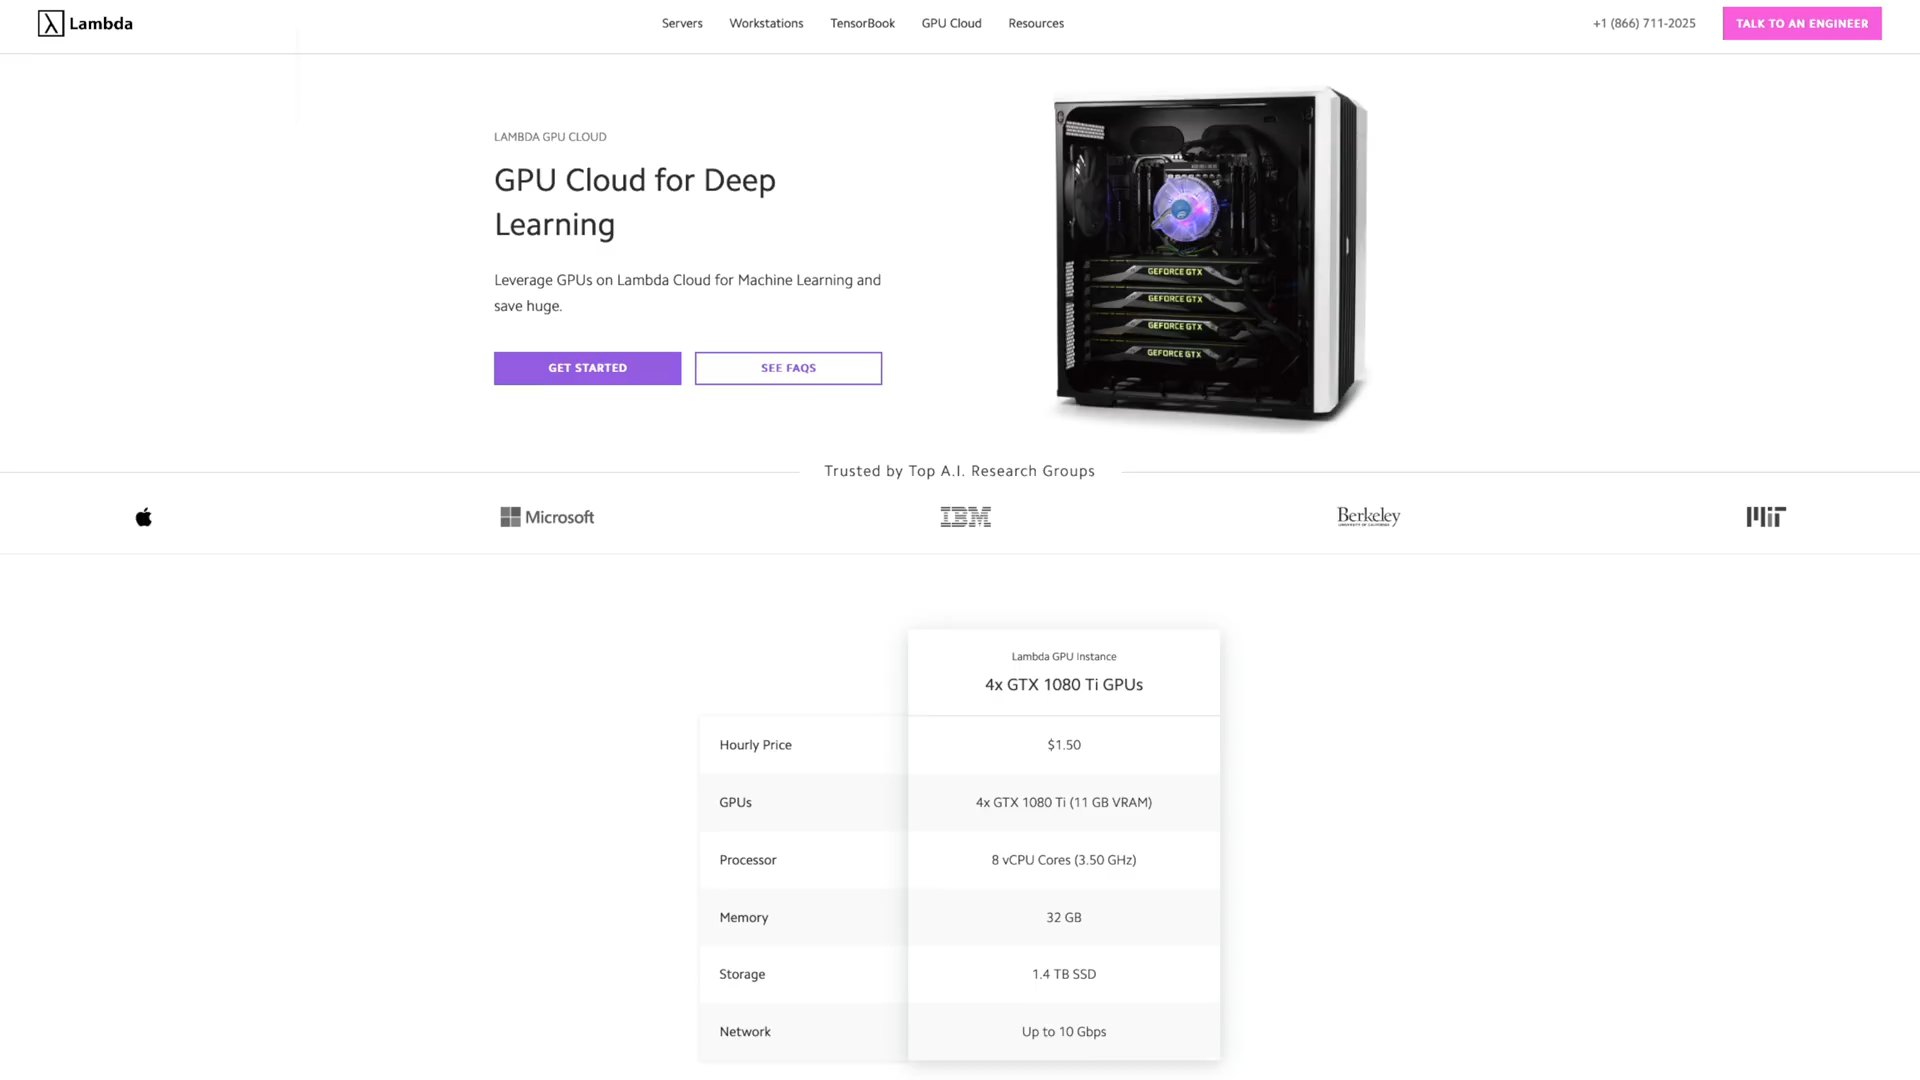 Lambda
Servers
Workstations
TensorBook
GPU Cloud
Resources
+1 (866) 711-2025
TALK TO AN ENGINEER
LAMBDA GPU CLOUD
GPU Cloud for Deep
Learning
Leverage GPUs on Lambda Cloud for Machine Learning and
save huge.
GET STARTED
SEE FAQS
GEFORCE GTX
GEFORCE GTX
GEFORCE GTX
GEFORCE GTX
Trusted by Top A.I. Research Groups
Microsoft
IBM
Berkeley
UNIVERSITY OF CALIFORNIA
MIT
Lambda GPU Instance
4x GTX 1080 Ti GPUs
Hourly Price
$1.50
GPUs
4x GTX 1080 Ti (11 GB VRAM)
Processor
8 vCPU Cores (3.50 GHz)
Memory
32 GB
Storage
1.4 TB SSD
Network
Up to 10 Gbps